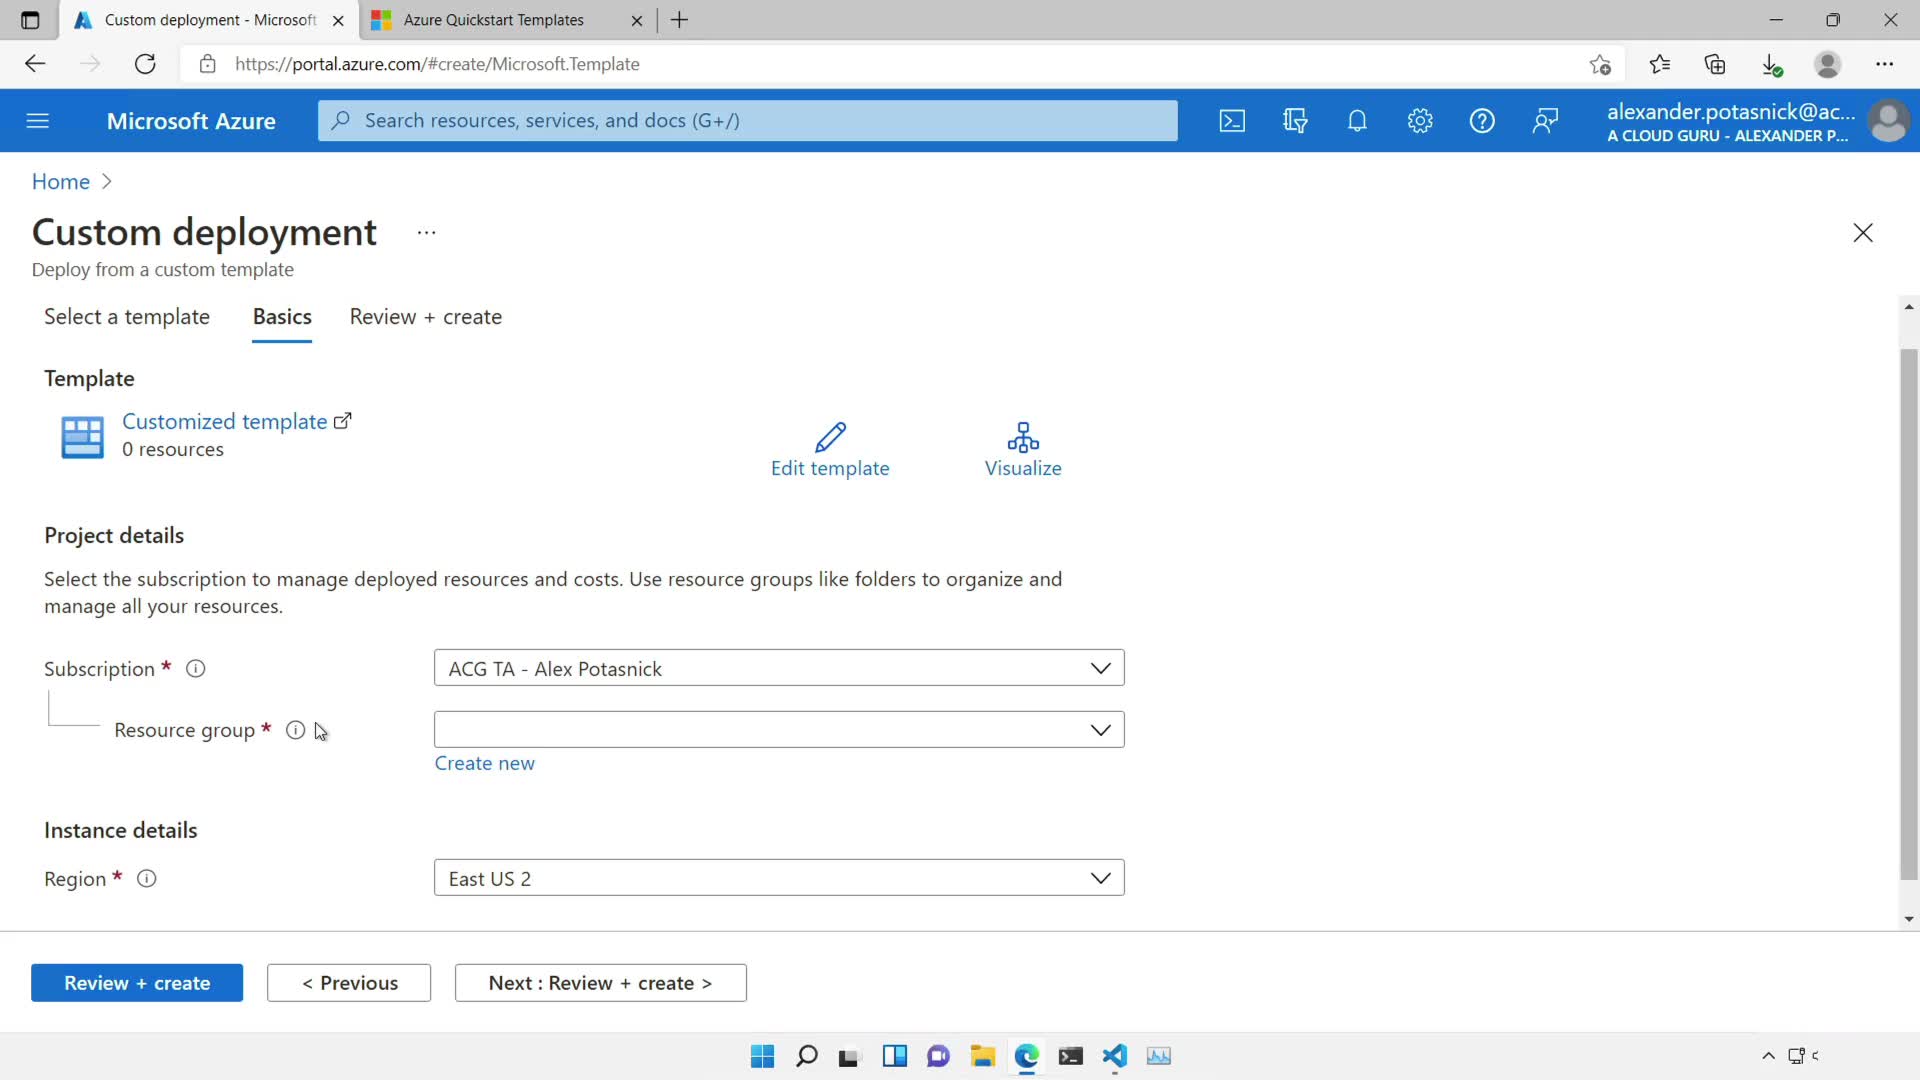 Custom deployment - Microsoft
Azure Quickstart Templates
https://portal.azure.com/#create/Microsoft.Template
Microsoft Azure
Search resources, services, and docs (G+/)
alexander.potasnick@ac...
A CLOUD GURU - ALEXANDER P...
Home
Custom deployment ...
Deploy from a custom template
Select a template
Basics
Review + create
Template
Customized template
0 resources
Edit template
Visualize
Project details
Select the subscription to manage deployed resources and costs. Use resource groups like folders to organize and
manage all your resources.
Subscription *
ACG TA - Alex Potasnick
Resource group *
Create new
Instance details
Region *
East US 2
Review + create
< Previous
Next : Review + create >